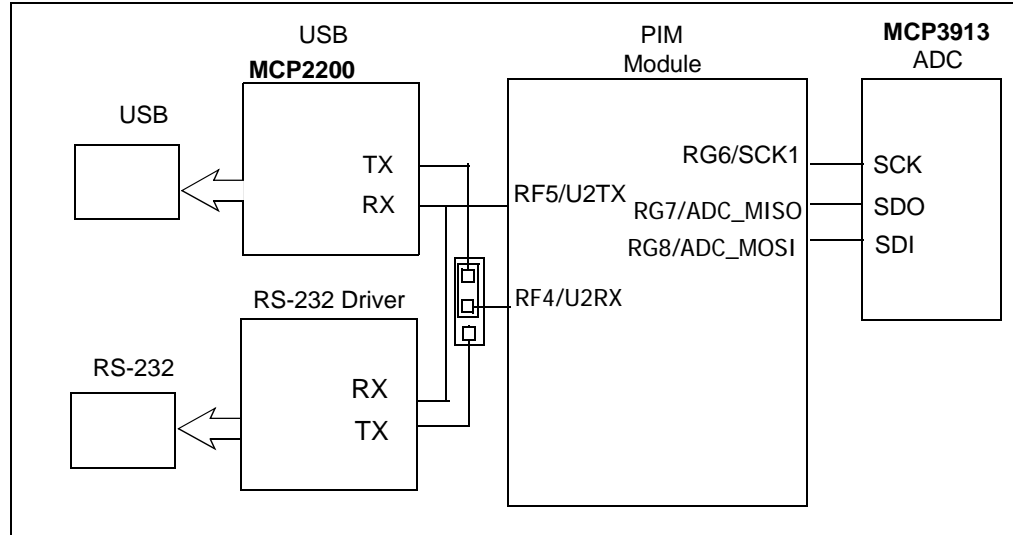 USB
MCP2200
PIM
Module
MCP3913
ADC
USB
TX
RX
RF5/U2TX
RF4/U2RX
RG6/SCK1
RG7/ADC_MISO
RG8/ADC_MOSI
SCK
SDO
SDI
RS-232 Driver
RS-232
RX
TX